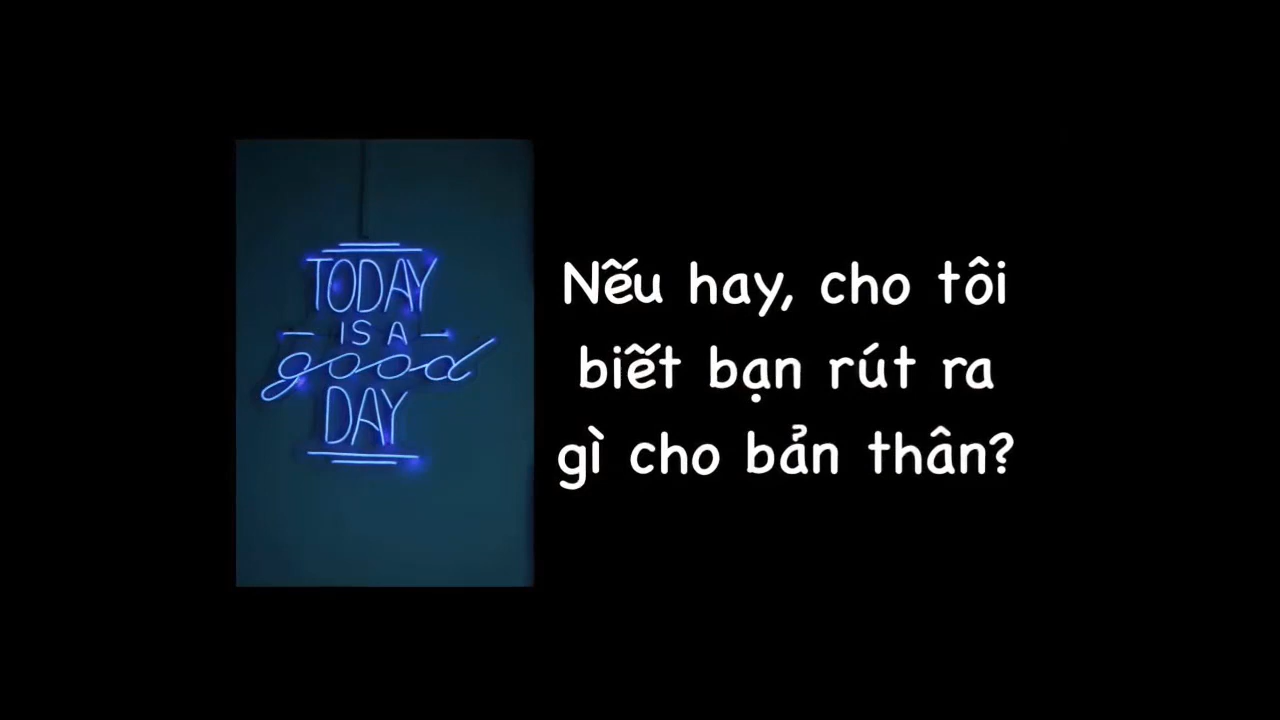 TODAY
IS A
good
DAY
Nếu hay, cho tôi
biết bạn rút ra
gì cho bản thân?